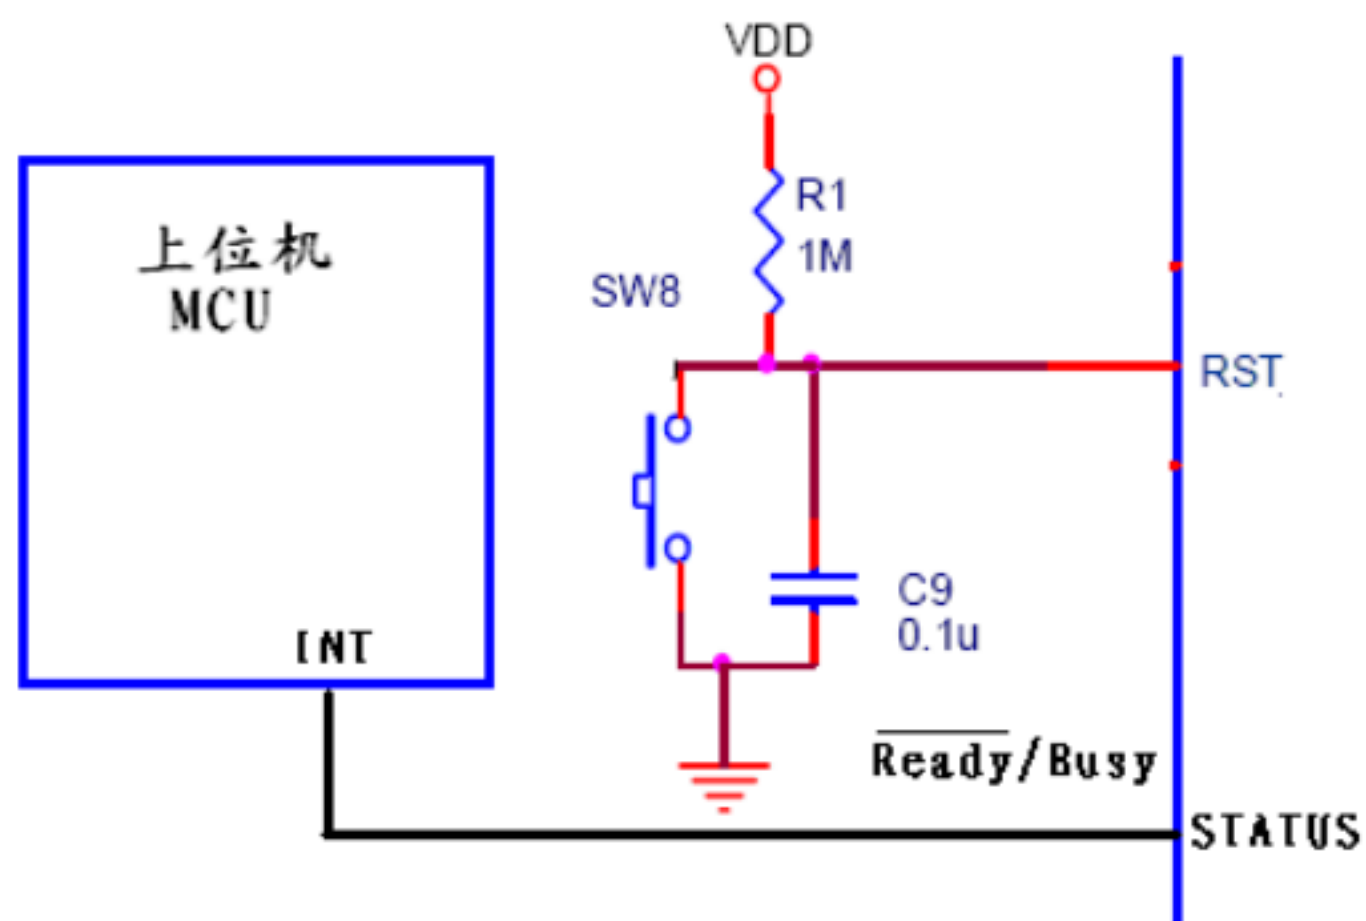 VDD
上位机
MCU
R1
1M
SW8
RST
C9
0.1u
INT
Ready/Busy
STATUS